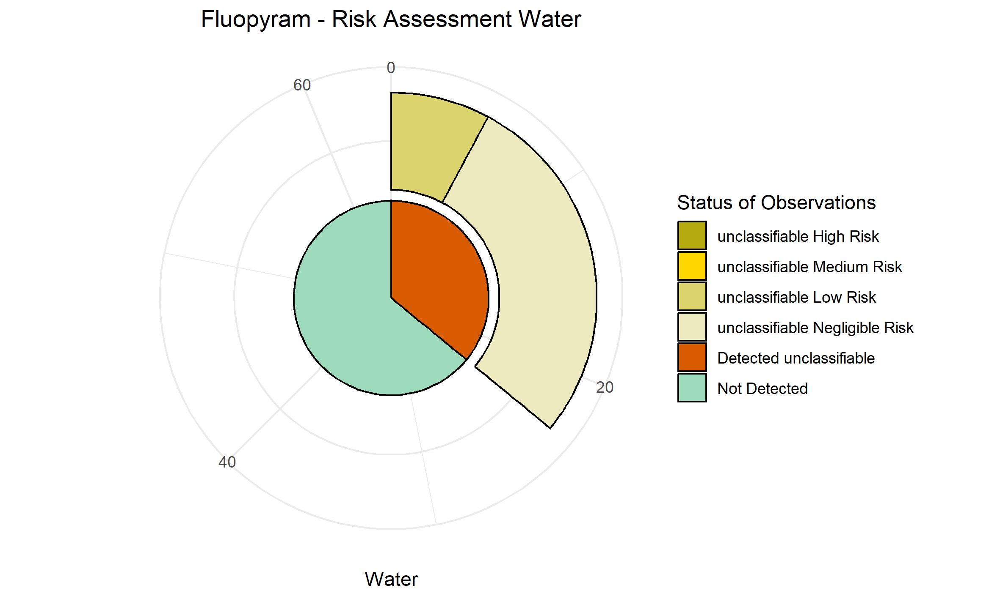 Fluopyram - Risk Assessment Water
0
60
20
40
Status of Observations
unclassifiable High Risk
unclassifiable Medium Risk
unclassifiable Low Risk
unclassifiable Negligible Risk
Detected unclassifiable
Not Detected
Water